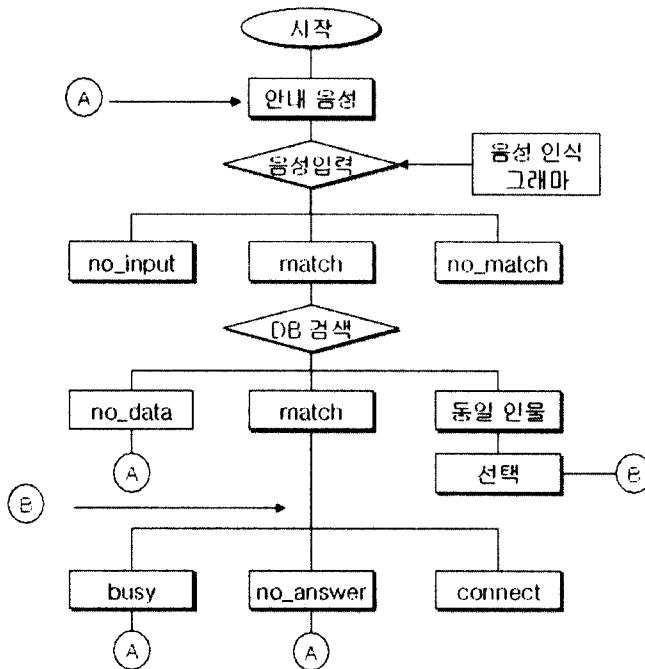 시작
A
안내 음성
음성입력
음성 인식
그래마
no_input
match
no_match
DB 검색
no_data
match
동일 인물
A
선택
B
B
busy
no_answer
connect
A
A